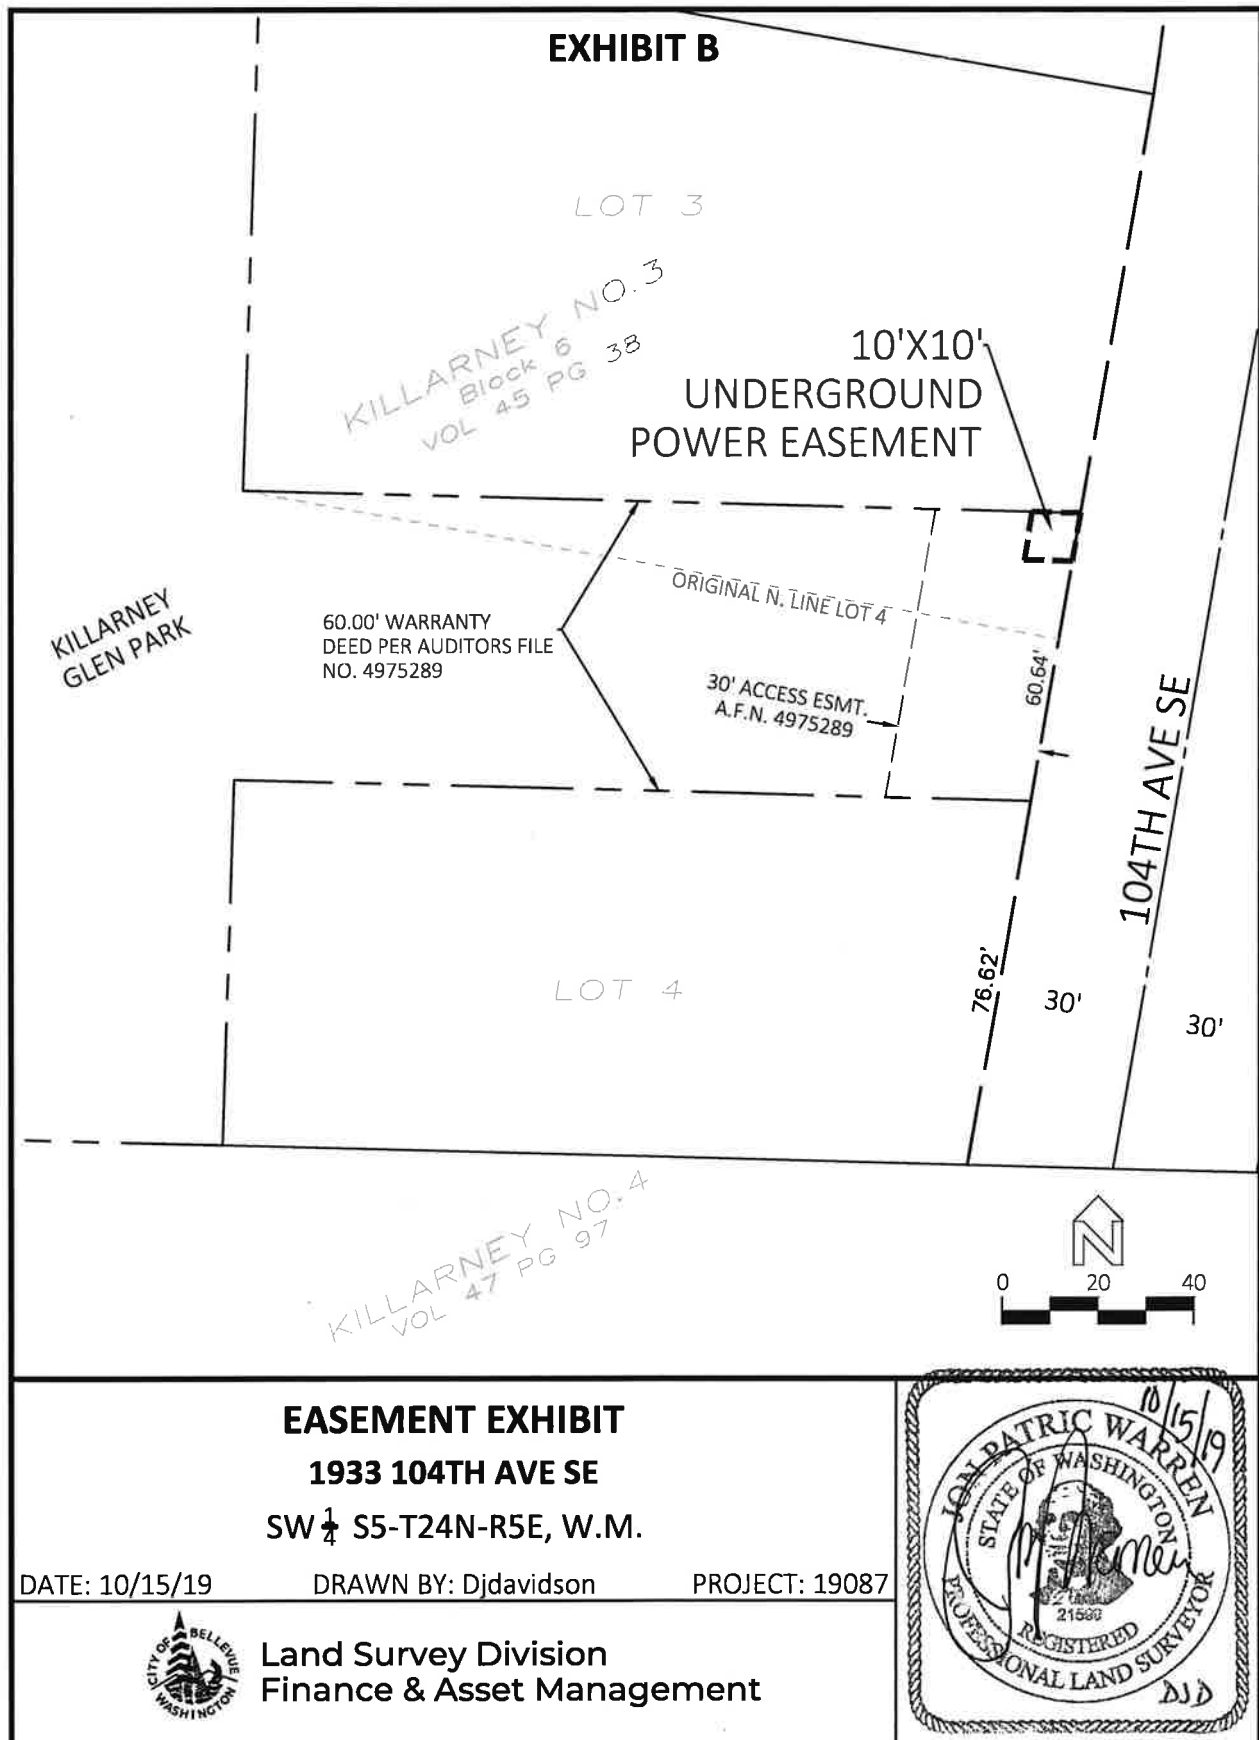 EXHIBIT B
LOT 3
KILLARNEY NO.3
Block 6
VOL 45 PG 38
10'X10'
UNDERGROUND
POWER EASEMENT
ORIGINAL N. LINE LOT 4
KILLARNEY
GLEN PARK
60.00' WARRANTY
DEED PER AUDITORS FILE
NO. 4975289
30' ACCESS ESMT.
A.F.N. 4975289
60.64'
104TH AVE SE
LOT 4
76.62'
30'
30'
KILLARNEY NO.4
VOL 47 PG 97
N
0 20 40
EASEMENT EXHIBIT
1933 104TH AVE SE
SW 1/4 S5-T24N-R5E, W.M.
DATE: 10/15/19 DRAWN BY: Djdavidson PROJECT: 19087
CITY OF BELLEVUE
WASHINGTON
Land Survey Division
Finance & Asset Management
10/15/19
JON PATRIC WARREN
STATE OF WASHINGTON
REGISTERED
PROFESSIONAL LAND SURVEYOR
DJD